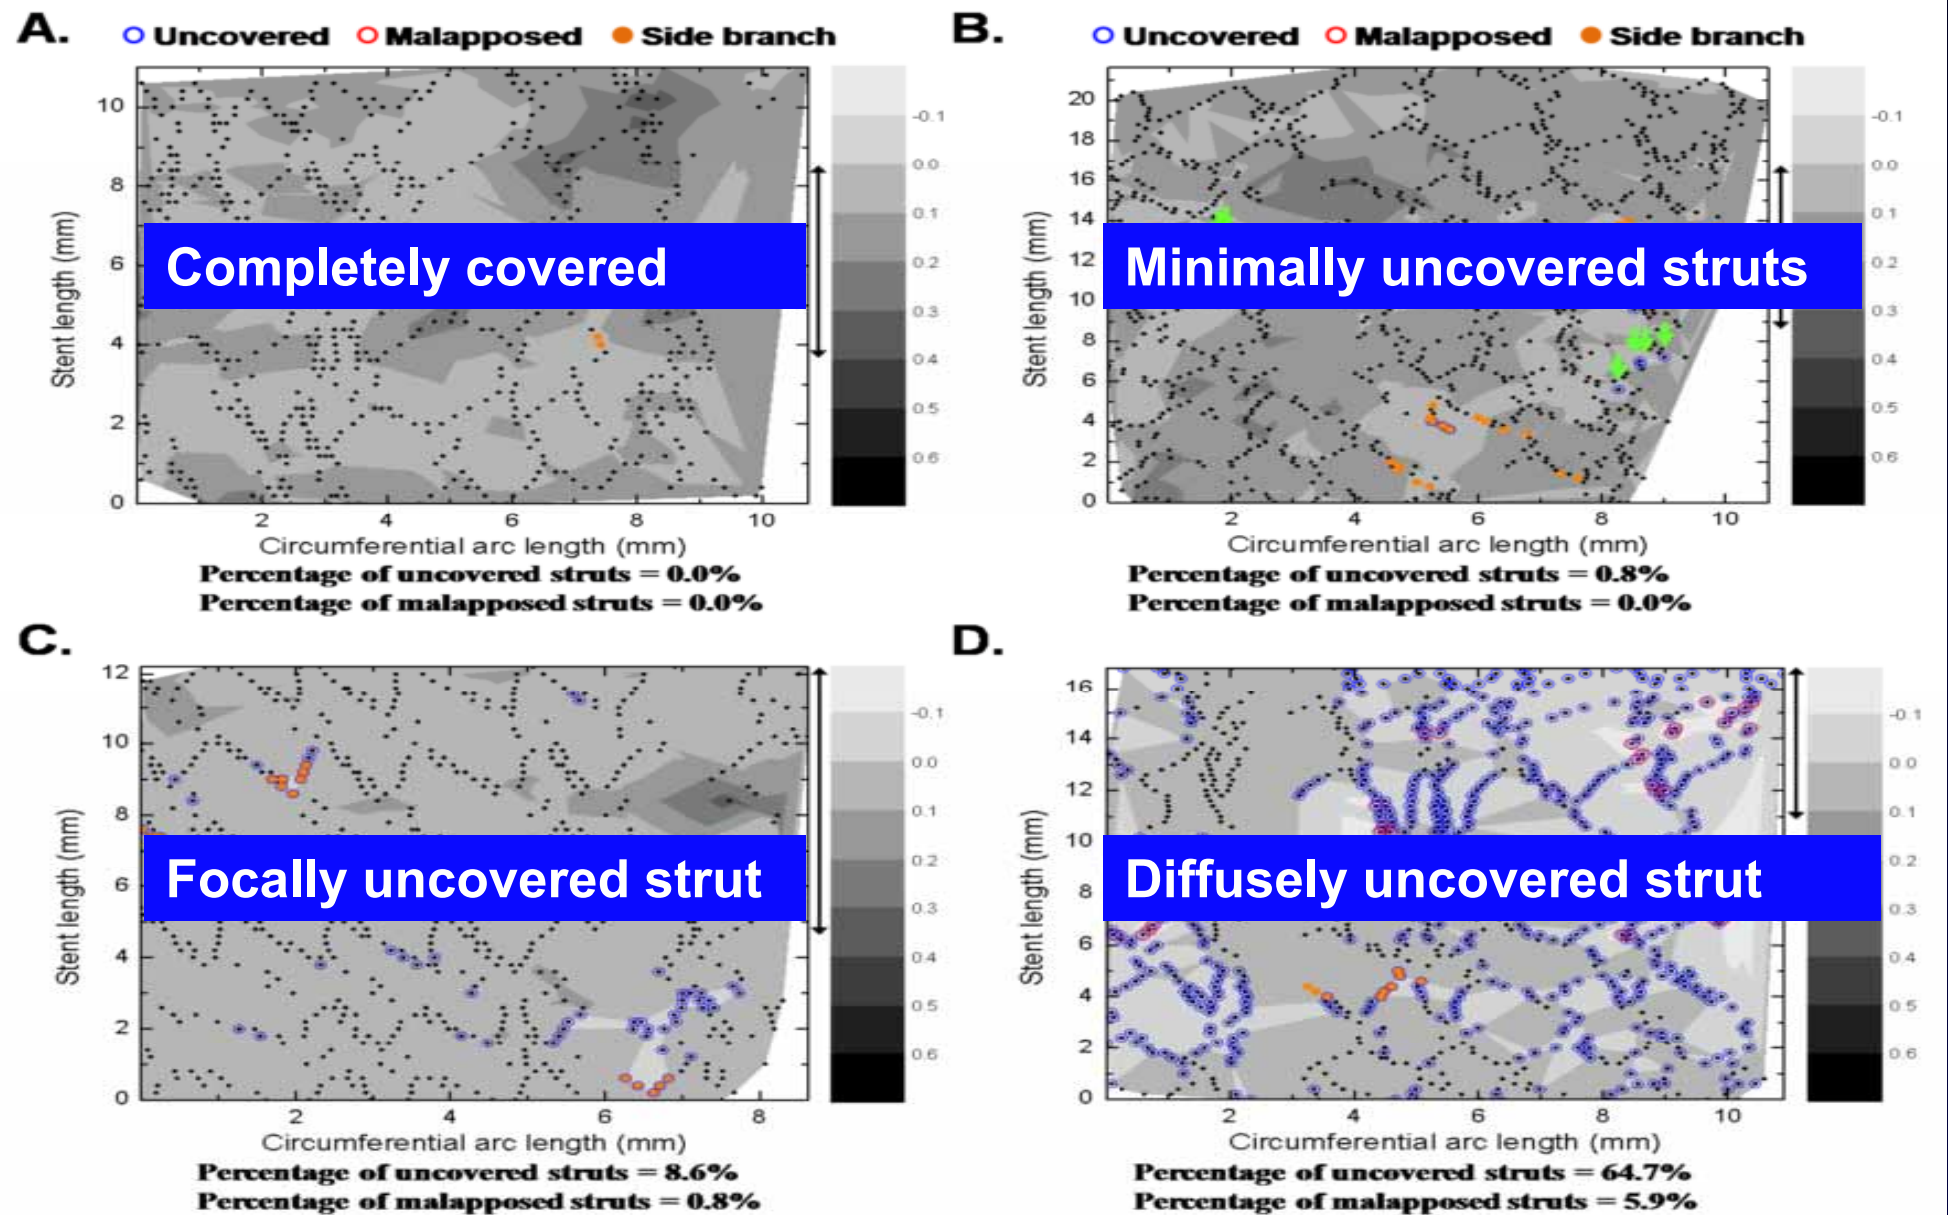 A.
Uncovered Malapposed Side branch
10
8
6
4
2
0
2 4 6 8 10
Stent length (mm)
Circumferential arc length (mm)
-0.1
0.0
0.1
0.2
0.3
0.4
0.5
0.6
Completely covered
Percentage of uncovered struts = 0.0%
Percentage of malapposed struts = 0.0%
B.
Uncovered Malapposed Side branch
20
18
16
14
12
10
8
6
4
2
0
2 4 6 8 10
Stent length (mm)
Circumferential arc length (mm)
-0.1
0.0
0.1
0.2
0.3
0.4
0.5
0.6
Minimally uncovered struts
Percentage of uncovered struts = 0.8%
Percentage of malapposed struts = 0.0%
C.
12
10
8
6
4
2
0
2 4 6 8
Stent length (mm)
Circumferential arc length (mm)
-0.1
0.0
0.1
0.2
0.3
0.4
0.5
0.6
Focally uncovered strut
Percentage of uncovered struts = 8.6%
Percentage of malapposed struts = 0.8%
D.
16
14
12
10
8
6
4
2
0
2 4 6 8 10
Stent length (mm)
Circumferential arc length (mm)
-0.1
0.0
0.1
0.2
0.3
0.4
0.5
0.6
Diffusely uncovered strut
Percentage of uncovered struts = 64.7%
Percentage of malapposed struts = 5.9%